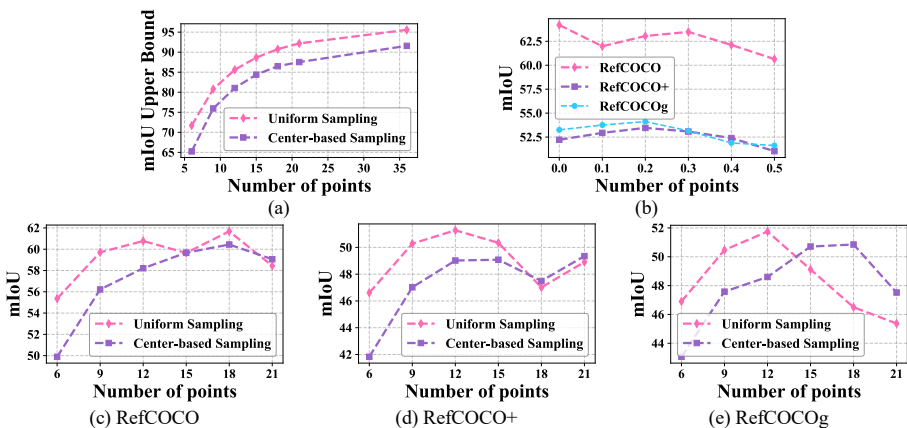 mIoU Upper Bound
95
90
85
80
75
70
65
Uniform Sampling
Center-based Sampling
5 10 15 20 25 30 35
Number of points
(a)
mIoU
62.5
60.0
57.5
55.0
52.5
RefCOCO
RefCOCO+
RefCOCOg
0.0 0.1 0.2 0.3 0.4 0.5
Number of points
(b)
mIoU
62
60
58
56
54
52
50
Uniform Sampling
Center-based Sampling
6 9 12 15 18 21
Number of points
(c) RefCOCO
mIoU
50
48
46
44
42
Uniform Sampling
Center-based Sampling
6 9 12 15 18 21
Number of points
(d) RefCOCO+
mIoU
52
50
48
46
44
Uniform Sampling
Center-based Sampling
6 9 12 15 18 21
Number of points
(e) RefCOCOg